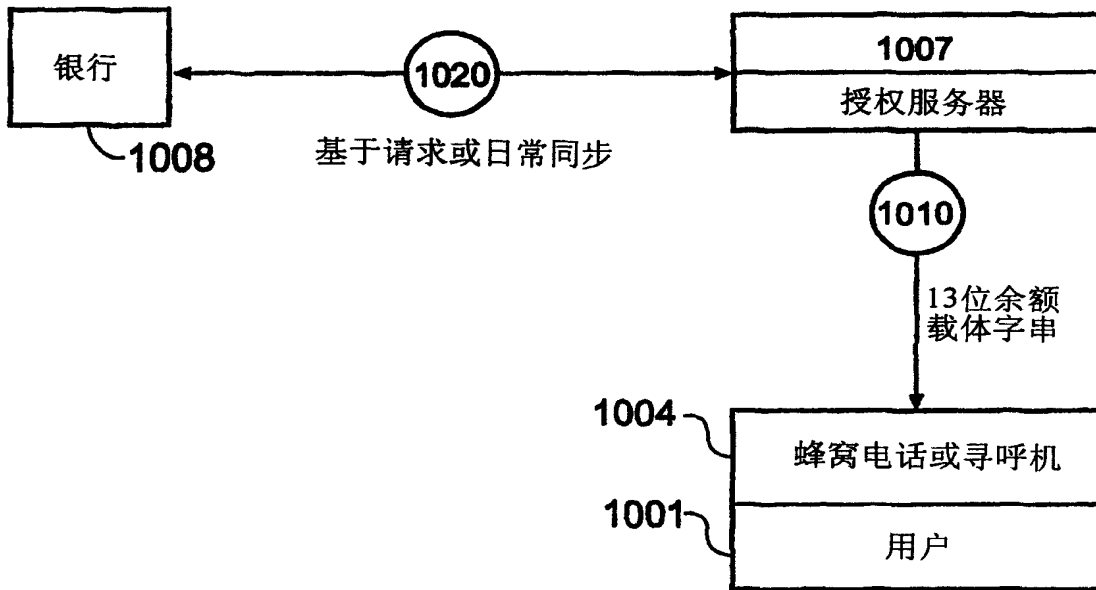 银行
1020
1007
授权服务器
1008
基于请求或日常同步
1010
13位余额
载体字串
1004
蜂窝电话或寻呼机
1001
用户